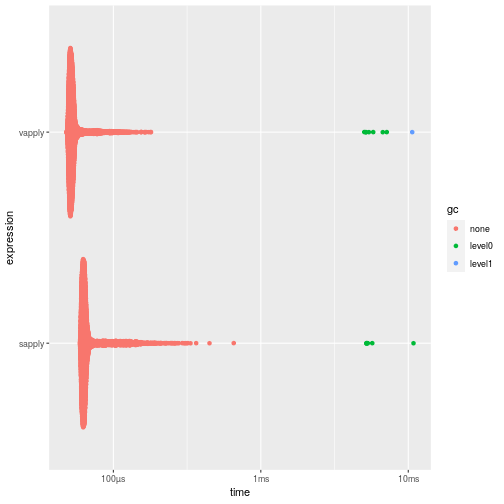 expression
vapply
sapply
100µs
1ms
10ms
time
gc
none
level0
level1